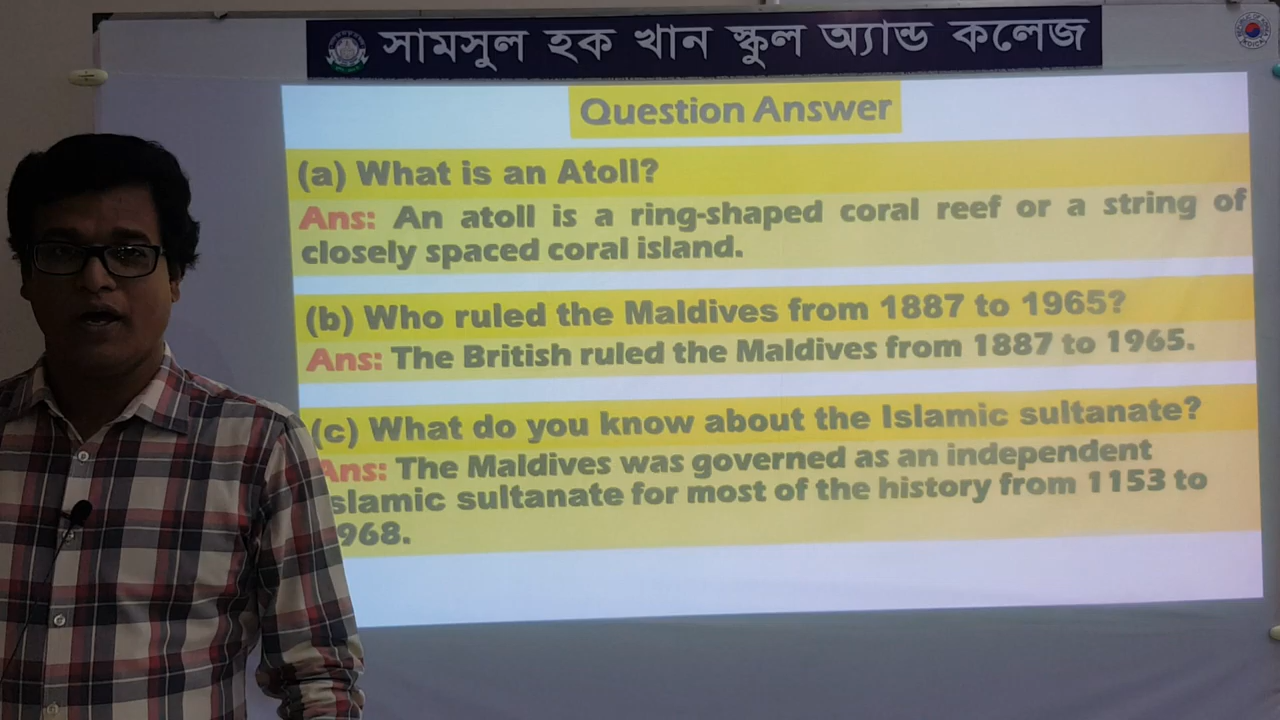 সামসুল হক খান স্কুল অ্যান্ড কলেজ
Question Answer
(a) What is an Atoll?
Ans: An atoll is a ring-shaped coral reef or a string of
closely spaced coral island.
(b) Who ruled the Maldives from 1887 to 1965?
Ans: The British ruled the Maldives from 1887 to 1965.
(c) What do you know about the Islamic sultanate?
Ans: The Maldives was governed as an independent
slamic sultanate for most of the history from 1153 to
968.
KOICA